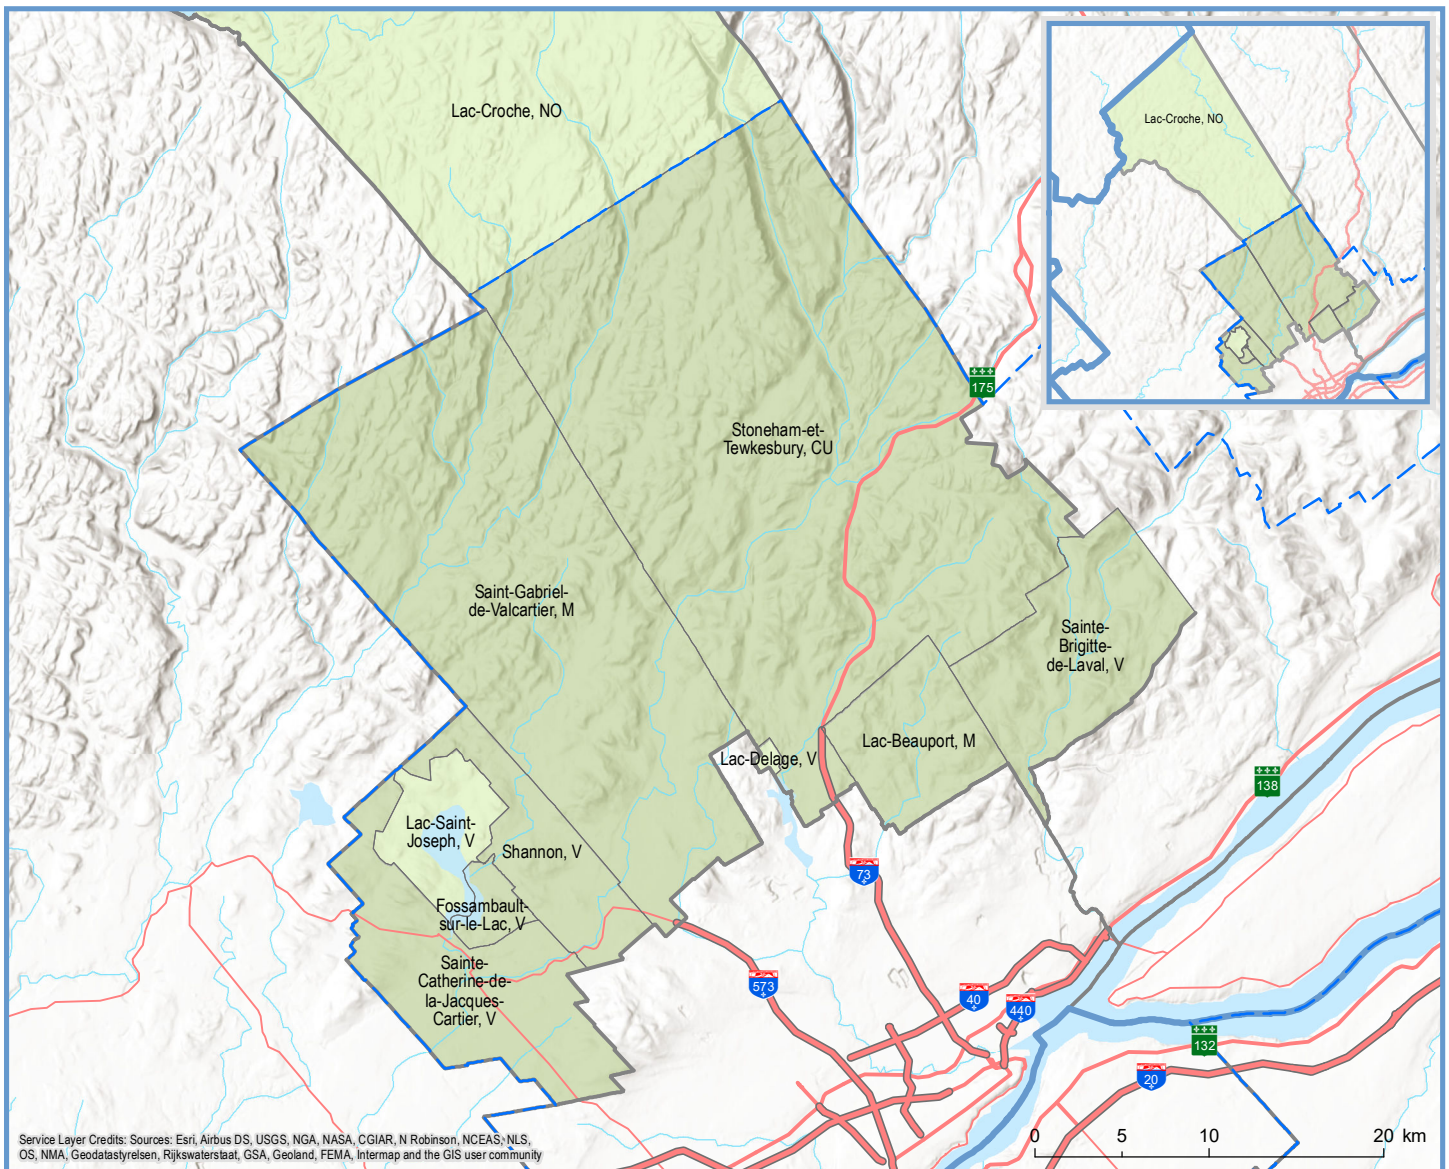 Lac-Croche, NO
Lac-Croche, NO
175
Stoneham-et-
Tewkesbury, CU
Saint-Gabriel-
de-Valcartier, M
Sainte-
Brigitte-
de-Laval, V
Lac-Beauport, M
Lac-Delage, V
138
Lac-Saint-
Joseph, V
Shannon, V
73
Fossambault-
sur-le-Lac, V
Sainte-
Catherine-de-
la-Jacques-
Cartier, V
573
40
440
132
20
0 5 10 20 km
Service Layer Credits: Sources: Esri, Airbus DS, USGS, NGA, NASA, CGIAR, N Robinson, NCEAS, NLS,
OS, NMA, Geodatastyrelsen, Rijkswaterstaat, GSA, Geoland, FEMA, Intermap and the GIS user community